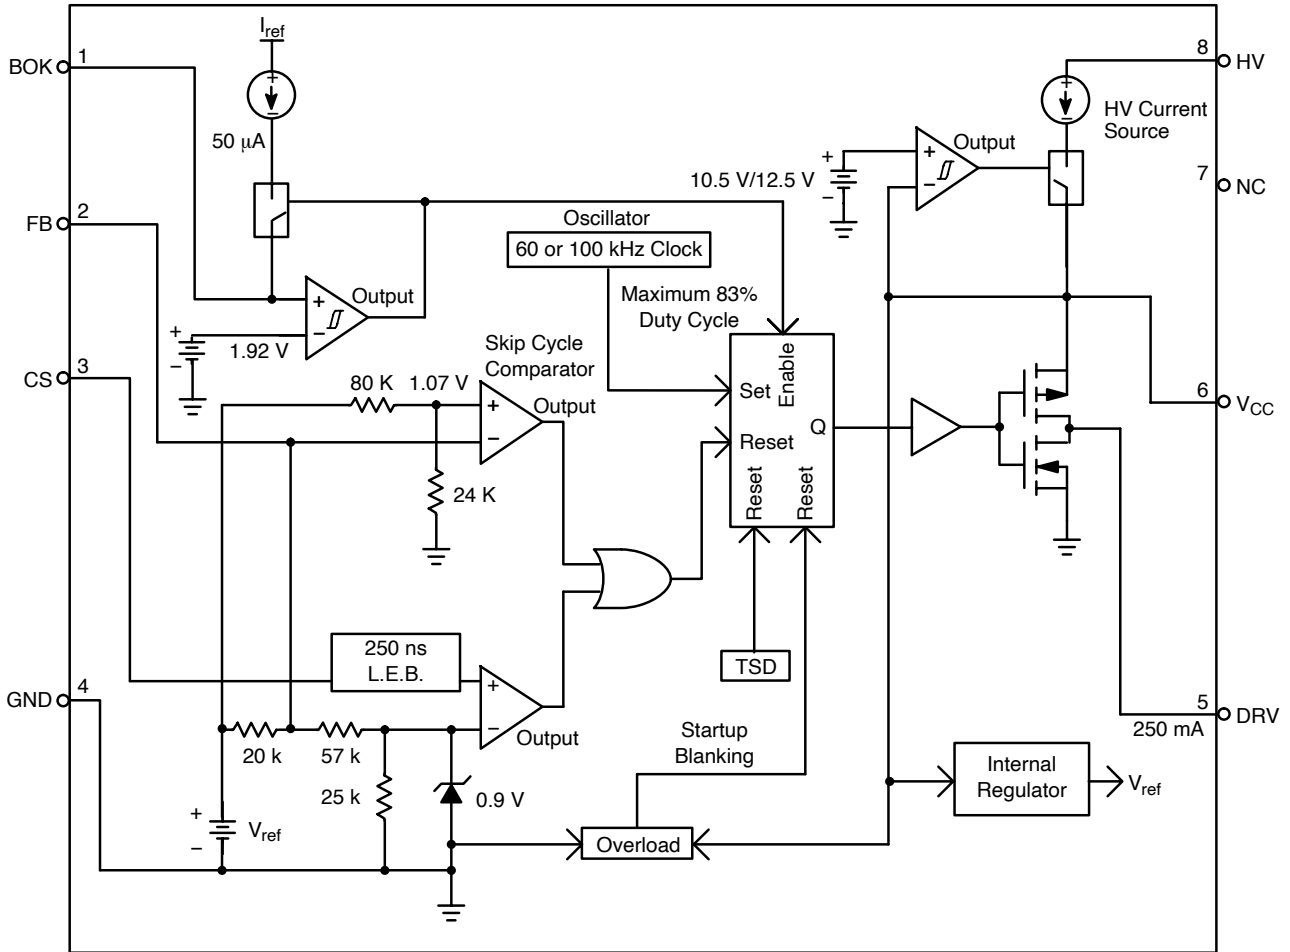 I_ref
BOK
1
50 μA
+
−
8
HV
HV Current
Source
+
−
Output
+
−
10.5 V/12.5 V
+
−
7
NC
FB
2
Oscillator
60 or 100 kHz Clock
Maximum 83%
Duty Cycle
+
−
Output
+
−
1.92 V
CS
3
Skip Cycle
Comparator
80 K
1.07 V
+
−
Output
24 K
Set
Enable
Reset
Q
Reset
Reset
6
V_CC
250 ns
L.E.B.
TSD
GND
4
+
−
Output
20 k
57 k
25 k
0.9 V
+
−
V_ref
Startup
Blanking
Overload
5
DRV
250 mA
Internal
Regulator
V_ref